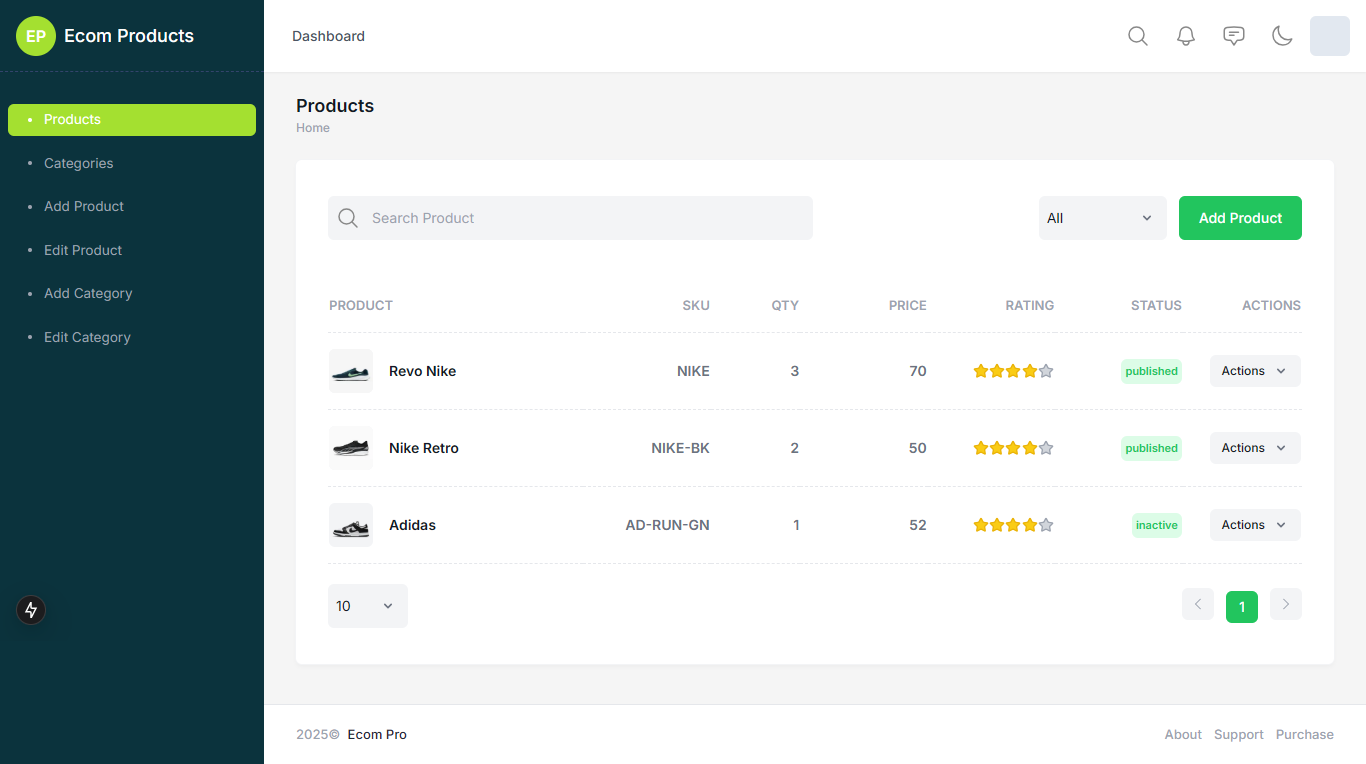 EP Ecom Products
Dashboard
Products
Categories
Add Product
Edit Product
Add Category
Edit Category
Products
Home
Search Product
All
Add Product
PRODUCT SKU QTY PRICE RATING STATUS ACTIONS
Revo Nike NIKE 3 70 published Actions
Nike Retro NIKE-BK 2 50 published Actions
Adidas AD-RUN-GN 1 52 inactive Actions
10
1
2025© Ecom Pro
About Support Purchase